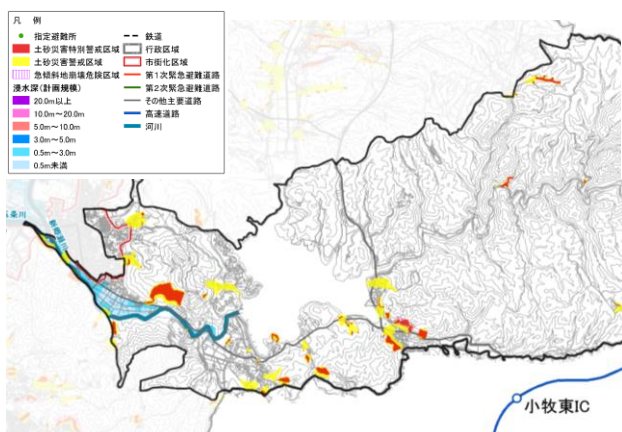 凡　例
指定避難所
土砂災害特別警戒区域
土砂災害警戒区域
急傾斜地崩壊危険区域
浸水深(計画規模)
20.0m以上
10.0m～20.0m
5.0m～10.0m
3.0m～5.0m
0.5m～3.0m
0.5m未満
鉄道
行政区域
市街化区域
第1次緊急避難道路
第2次緊急避難道路
その他主要道路
高速道路
河川
小牧東IC